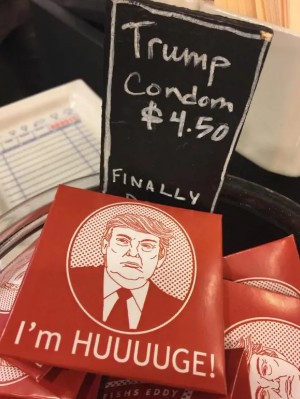 Trump
Condom
$4.50
FINALLY
I'm HUUUUGE!
FISHS EDDY